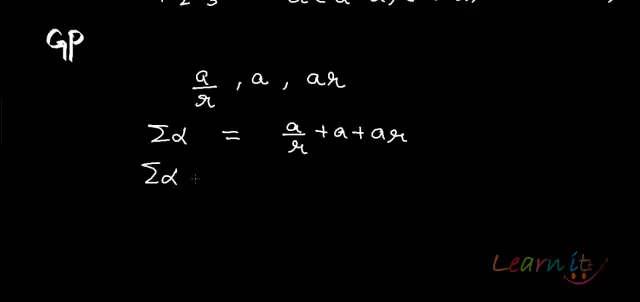 GP
a/r , a , ar
Σα = a/r + a + ar
Σα
Learnit